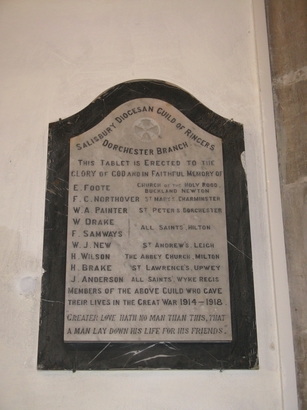 SALISBURY DIOCESAN GUILD OF RINGERS.
DORCHESTER BRANCH.
THIS TABLET IS ERECTED TO THE
GLORY OF GOD AND IN FAITHFUL MEMORY OF
E. FOOTE CHURCH OF THE HOLY ROOD, BUCKLAND NEWTON
F. C. NORTHOVER ST MARY'S, CHARMINSTER
W. A. PAINTER ST PETER'S DORCHESTER
W. DRAKE
F. SAMWAYS ALL SAINTS, HILTON
W. J. NEW ST ANDREW'S, LEIGH
H. WILSON THE ABBEY CHURCH, MILTON
H. BRAKE ST LAWRENCE'S, UPWEY
J. ANDERSON ALL SAINTS' WYKE REGIS
MEMBERS OF THE ABOVE GUILD WHO GAVE
THEIR LIVES IN THE GREAT WAR 1914-1918.
GREATER LOVE HATH NO MAN THAN THIS, THAT
A MAN LAY DOWN HIS LIFE FOR HIS FRIENDS.